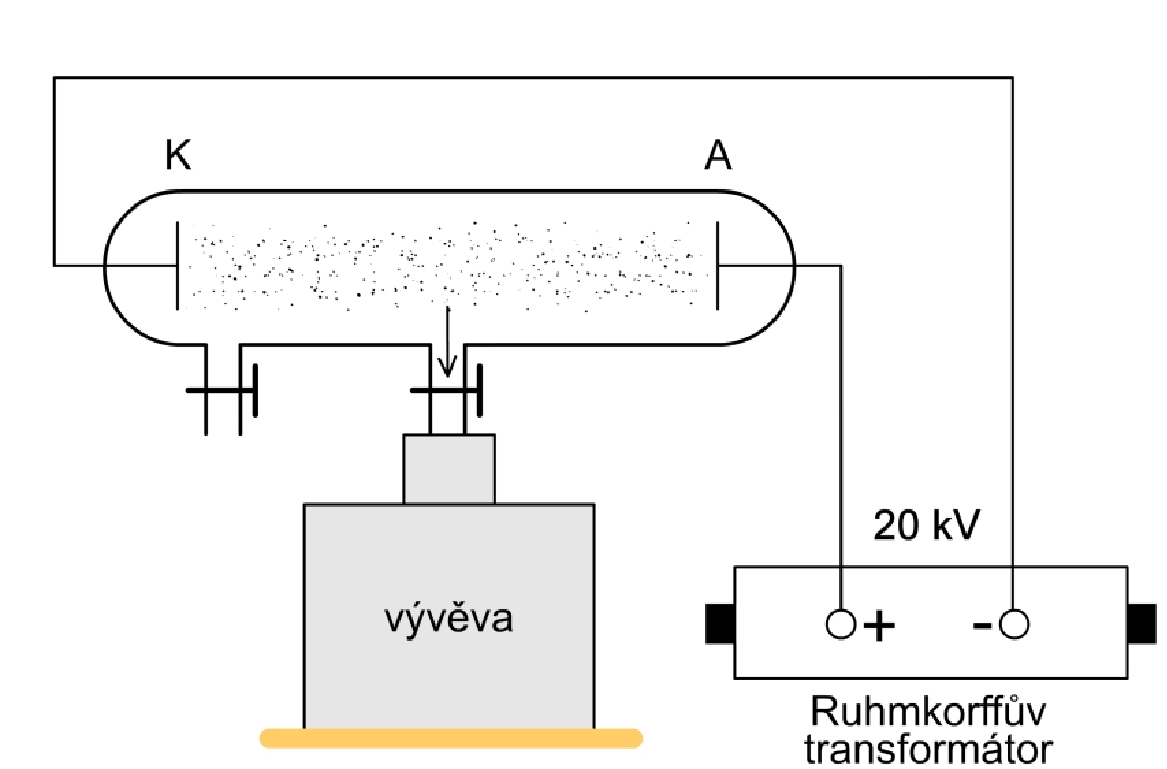 K
A
20 kV
vývěva
+
-
Ruhmkorffův
transformátor